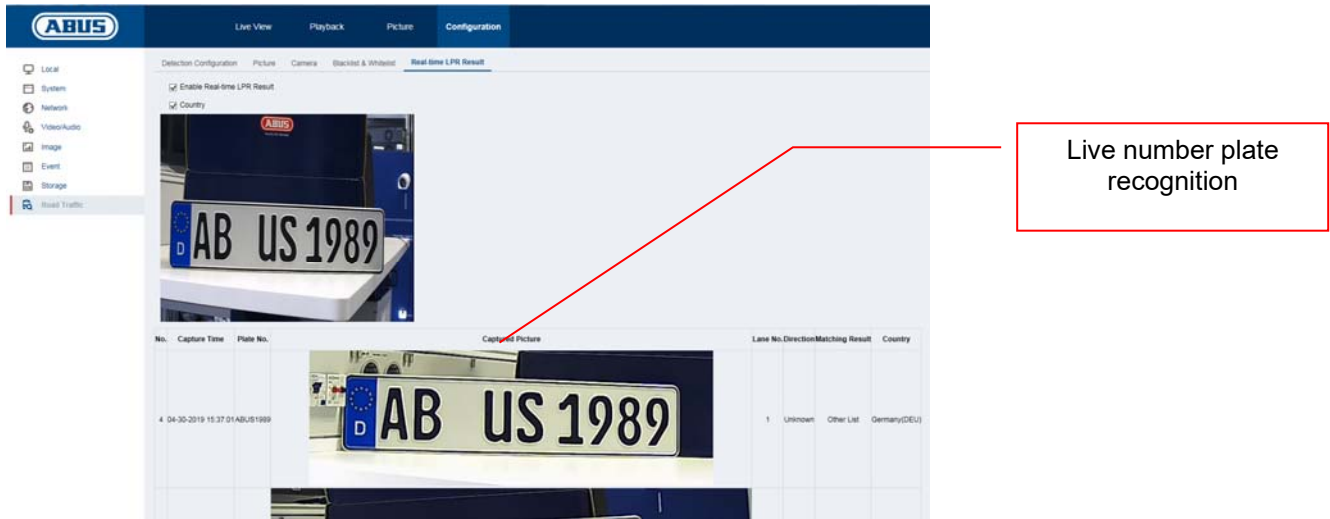 ABUS
Live View Playback Picture Configuration
Local
System
Network
Video/Audio
Image
Event
Storage
Road Traffic
Detection Configuration Picture Camera Blacklist & Whitelist Real-time LPR Result
Enable Real-time LPR Result
Country
ABUS
D AB US 1989
No. Capture Time Plate No. Captured Picture Lane No. Direction Matching Result Country
4 04-30-2019 15:37:01 ABUS1989 1 Unknown Other List Germany(DEU)
D AB US 1989
Live number plate
recognition